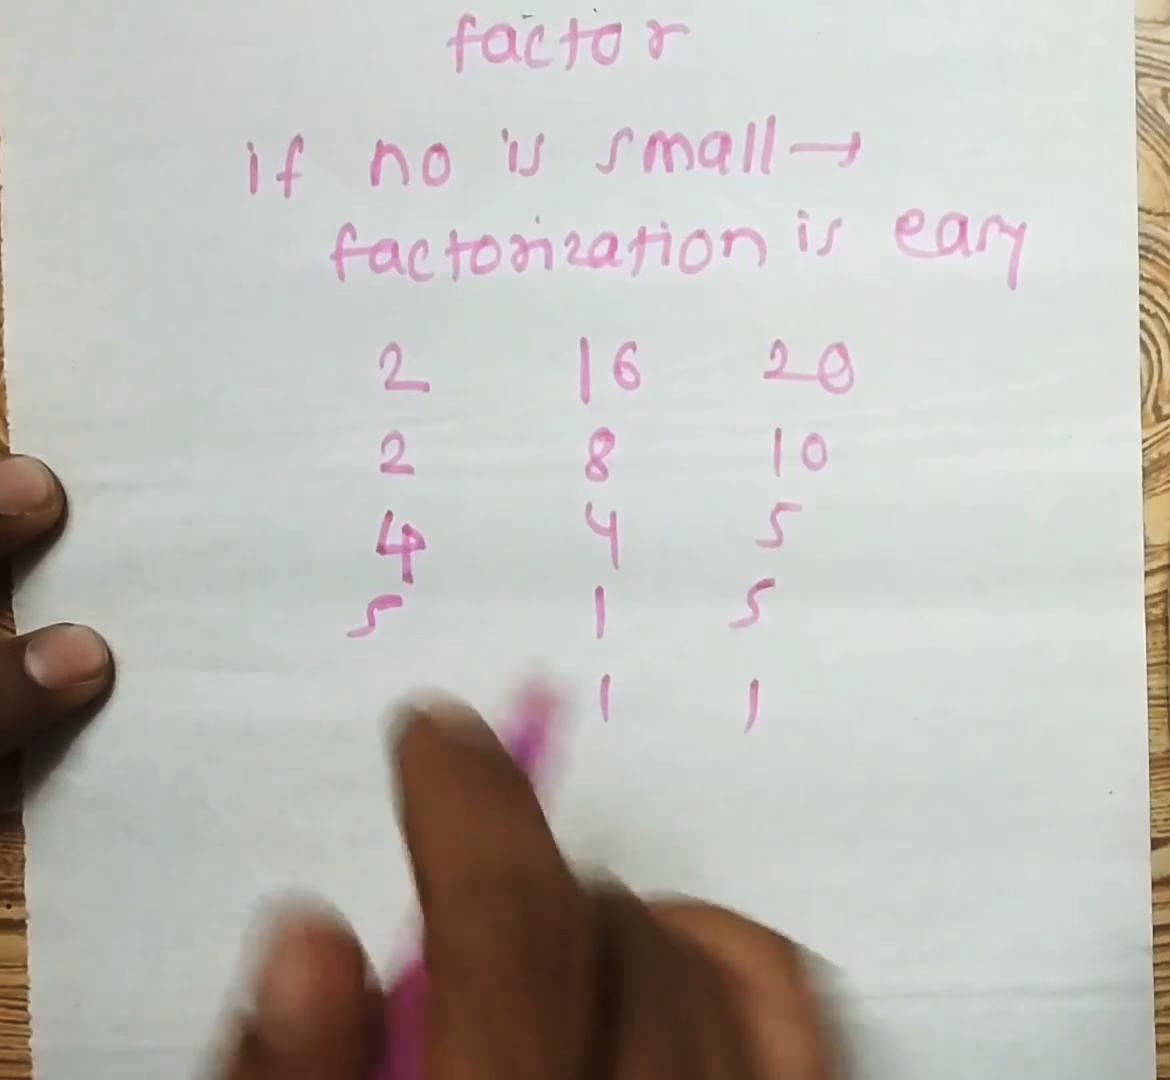 factor
if no is small →
factorization is easy
2 16 20
2 8 10
4 4 5
5 1 5
1 1